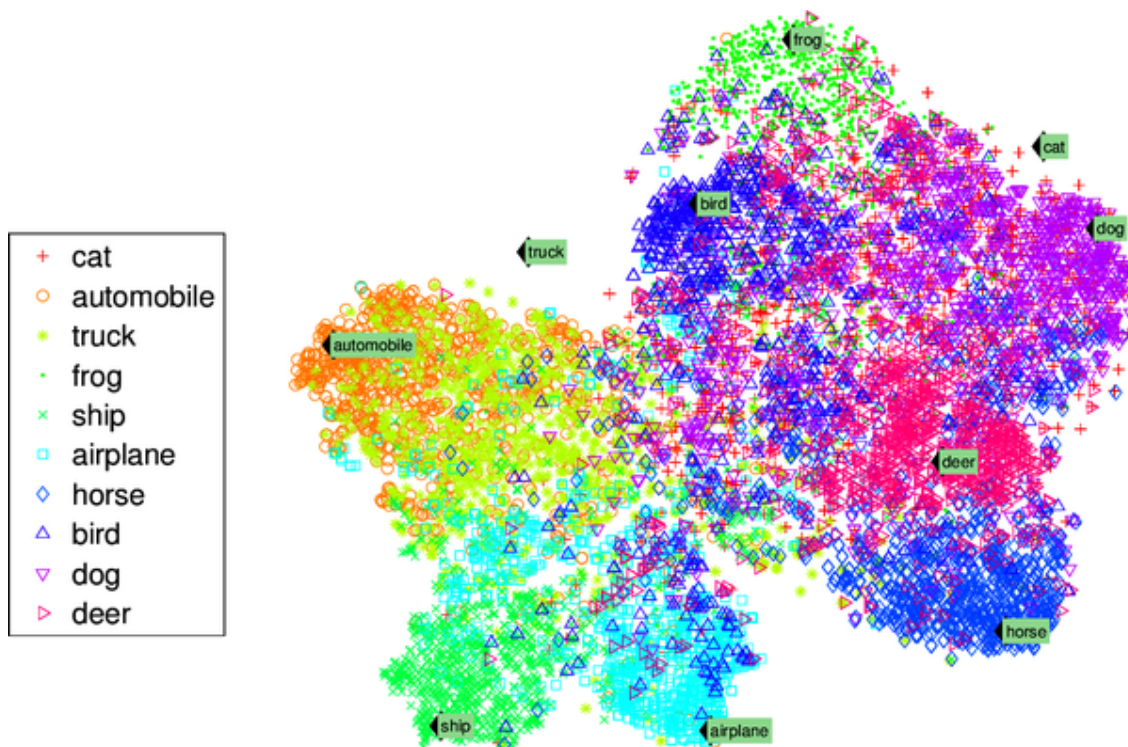 cat
automobile
truck
frog
ship
airplane
horse
bird
dog
deer
frog
cat
bird
dog
truck
automobile
deer
horse
ship
airplane